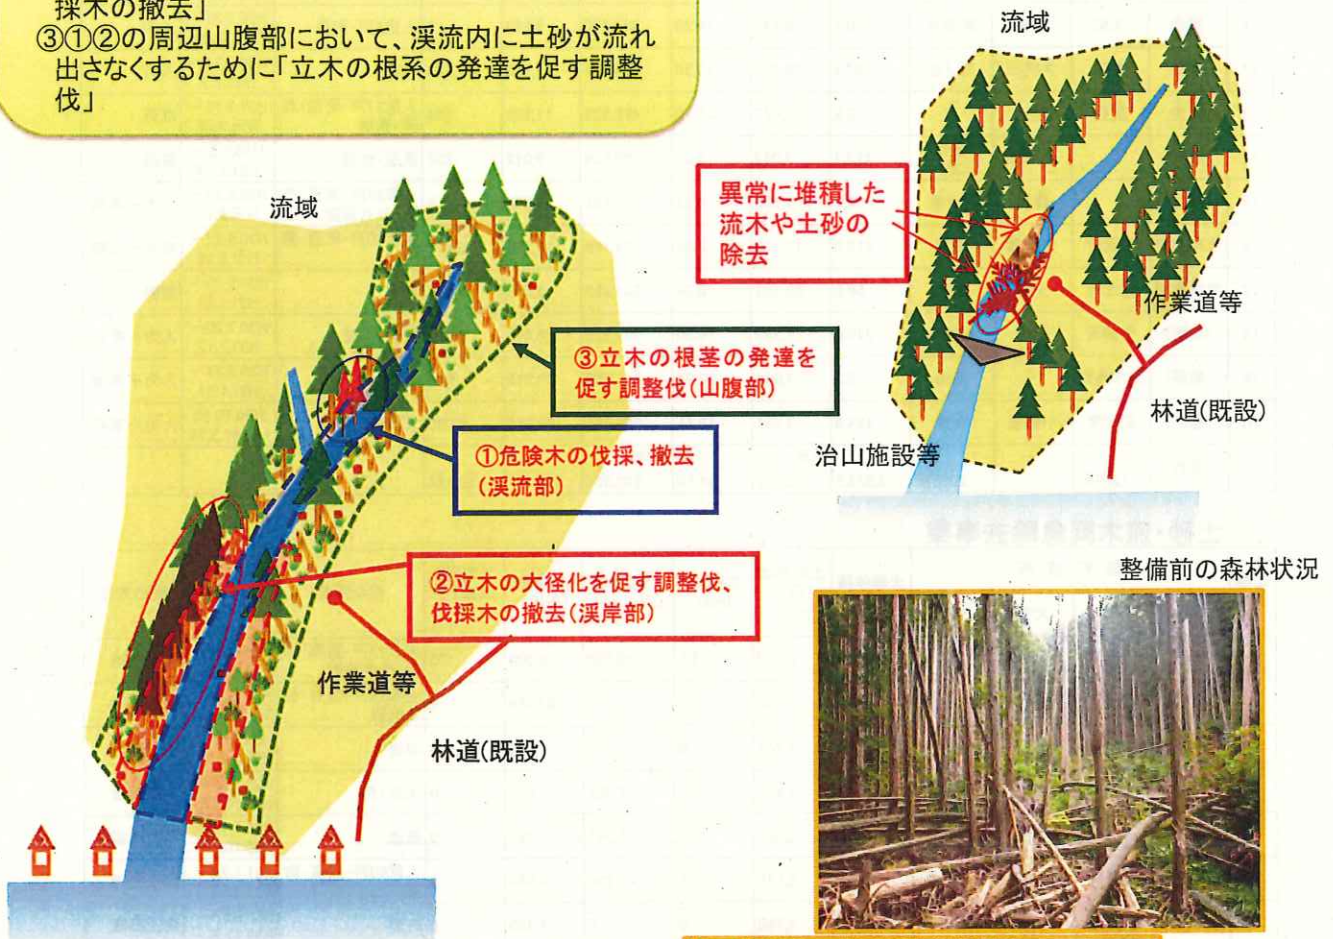 採木の撤去」
③①②の周辺山腹部において、渓流内に土砂が流れ
出さなくするために「立木の根系の発達を促す調整
伐」
流域
異常に堆積した
流木や土砂の
除去
作業道等
林道(既設)
治山施設等
流域
③立木の根茎の発達を
促す調整伐(山腹部)
①危険木の伐採、撤去
(渓流部)
②立木の大径化を促す調整伐、
伐採木の撤去(渓岸部)
作業道等
林道(既設)
整備前の森林状況